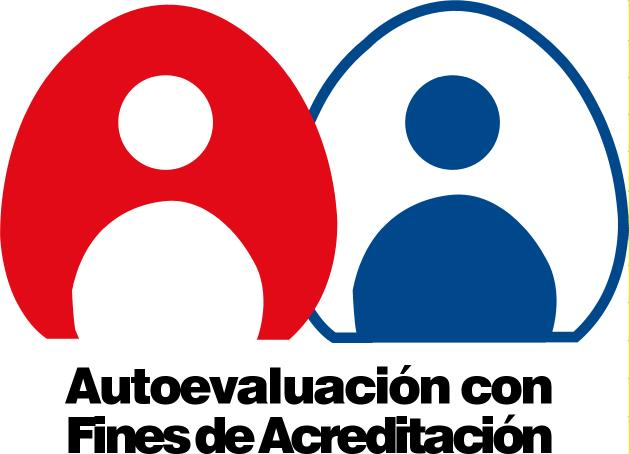 Autoevaluación con
Fines de Acreditación